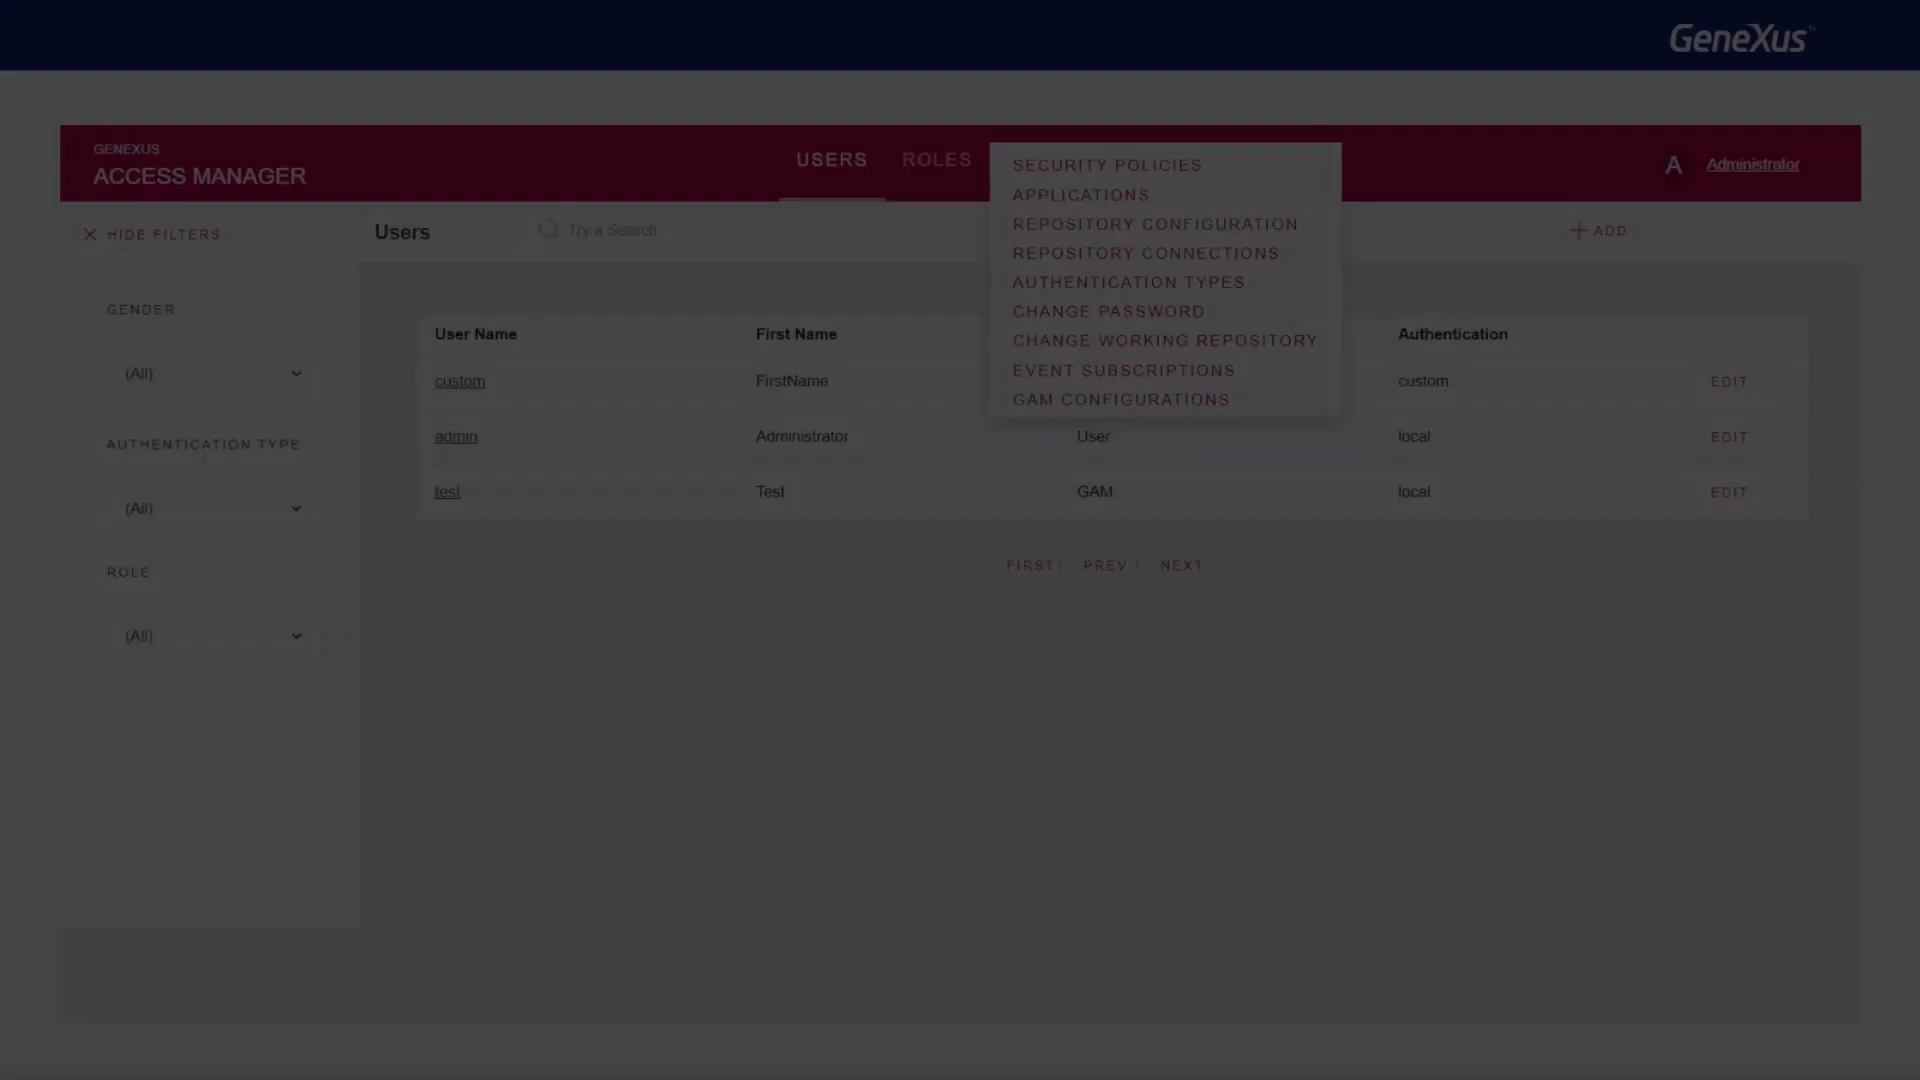 GeneXus
GENEXUS
ACCESS MANAGER
USERS
ROLES
SECURITY POLICIES
APPLICATIONS
REPOSITORY CONFIGURATION
REPOSITORY CONNECTIONS
AUTHENTICATION TYPES
CHANGE PASSWORD
CHANGE WORKING REPOSITORY
EVENT SUBSCRIPTIONS
GAM CONFIGURATIONS
A Administrator
HIDE FILTERS
Users
Try a Search
ADD
GENDER
(All)
AUTHENTICATION TYPE
(All)
ROLE
(All)
User Name First Name Authentication
custom FirstName custom EDIT
admin Administrator User local EDIT
test Test GAM local EDIT
FIRST/ PREV / NEXT